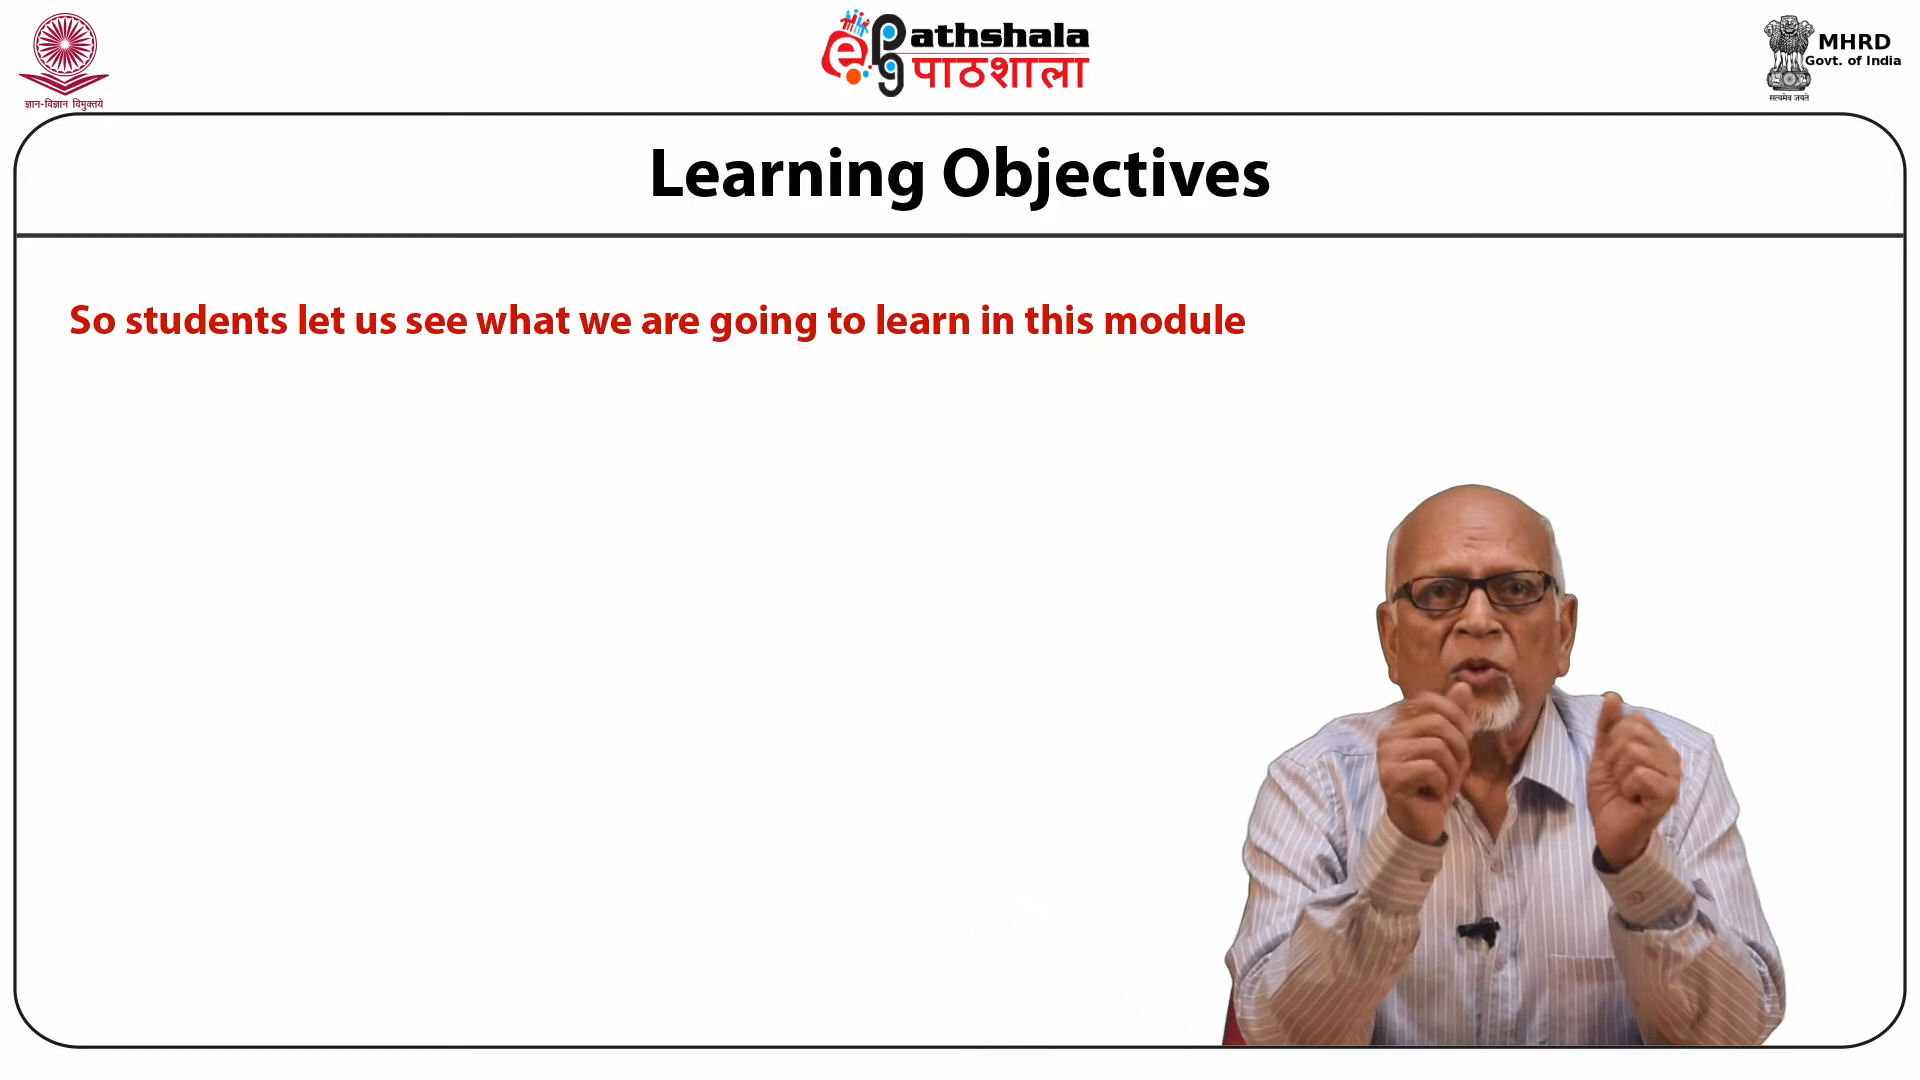 ज्ञान-विज्ञान विमुक्तये
ePathshala
पाठशाला
MHRD
Govt. of India
सत्यमेव जयते
Learning Objectives
So students let us see what we are going to learn in this module